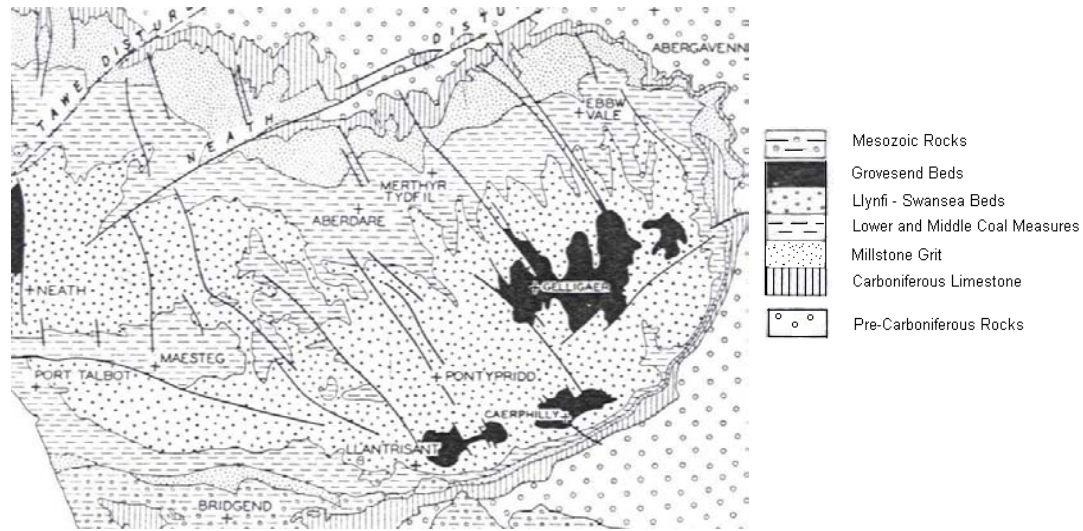 TAWE DISTURB
NEATH DISTU
ABERGAVENN
EBBW
VALE
MERTHYR
TYDFIL
ABERDARE
GELLIGAER
NEATH
MAESTEG
PORT TALBOT
PONTYPRIDD
CAERPHILLY
LLANTRISANT
BRIDGEND
Mesozoic Rocks
Grovesend Beds
Llynfi - Swansea Beds
Lower and Middle Coal Measures
Millstone Grit
Carboniferous Limestone
Pre-Carboniferous Rocks